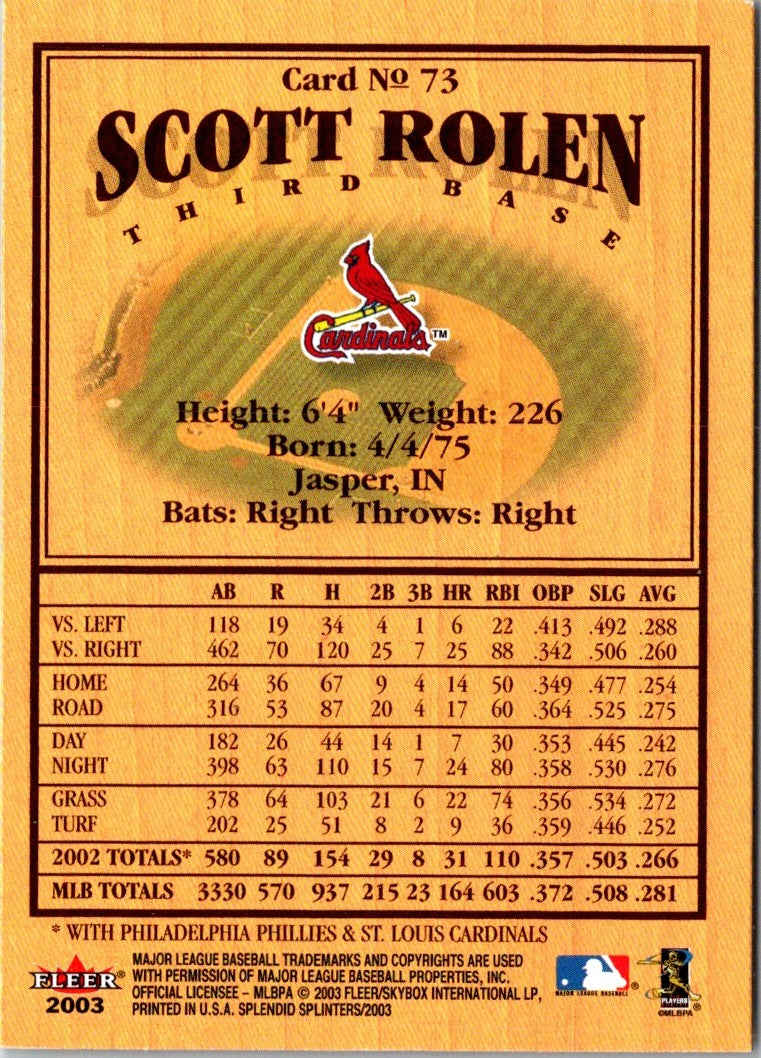 Card Nº 73
SCOTT ROLEN
THIRD BASE
Cardinals™
Height: 6'4" Weight: 226
Born: 4/4/75
Jasper, IN
Bats: Right Throws: Right
AB R H 2B 3B HR RBI OBP SLG AVG
VS. LEFT 118 19 34 4 1 6 22 .413 .492 .288
VS. RIGHT 462 70 120 25 7 25 88 .342 .506 .260
HOME 264 36 67 9 4 14 50 .349 .477 .254
ROAD 316 53 87 20 4 17 60 .364 .525 .275
DAY 182 26 44 14 1 7 30 .353 .445 .242
NIGHT 398 63 110 15 7 24 80 .358 .530 .276
GRASS 378 64 103 21 6 22 74 .356 .534 .272
TURF 202 25 51 8 2 9 36 .359 .446 .252
2002 TOTALS* 580 89 154 29 8 31 110 .357 .503 .266
MLB TOTALS 3330 570 937 215 23 164 603 .372 .508 .281
* WITH PHILADELPHIA PHILLIES & ST. LOUIS CARDINALS
FLEER®
2003
MAJOR LEAGUE BASEBALL TRADEMARKS AND COPYRIGHTS ARE USED
WITH PERMISSION OF MAJOR LEAGUE BASEBALL PROPERTIES, INC.
OFFICIAL LICENSEE – MLBPA © 2003 FLEER/SKYBOX INTERNATIONAL LP,
PRINTED IN U.S.A. SPLENDID SPLINTERS/2003
MAJOR LEAGUE BASEBALL ®
PLAYERS ®
©MLBPA